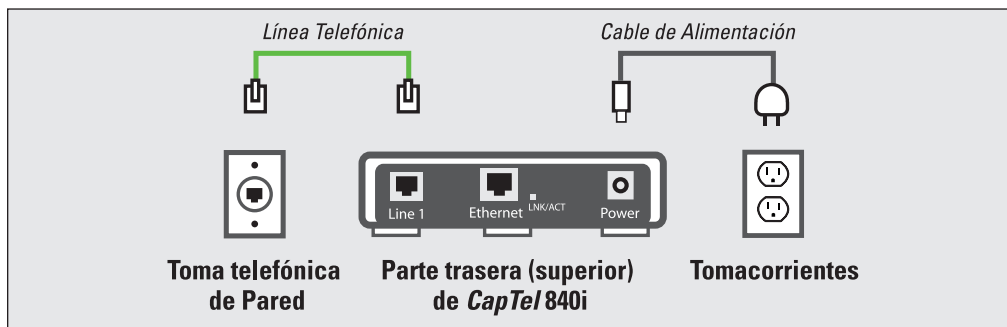 Línea Telefónica
Cable de Alimentación
Line 1
Ethernet
LNK/ACT
Power
Toma telefónica
de Pared
Parte trasera (superior)
de CapTel 840i
Tomacorrientes